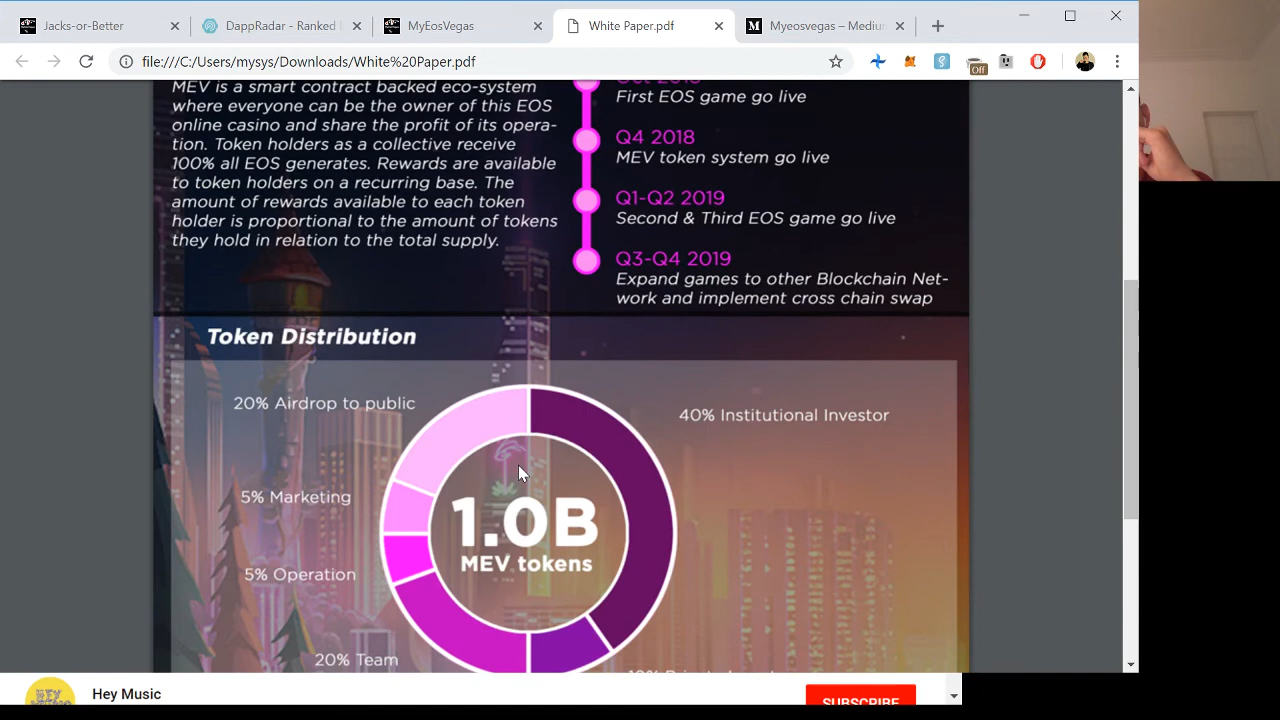 Jacks-or-Better
DappRadar - Ranked
MyEosVegas
White Paper.pdf
Myeosvegas – Mediu
file:///C:/Users/mysys/Downloads/White%20Paper.pdf
Off
MEV is a smart contract backed eco-system
where everyone can be the owner of this EOS
online casino and share the profit of its opera-
tion. Token holders as a collective receive
100% all EOS generates. Rewards are available
to token holders on a recurring base. The
amount of rewards available to each token
holder is proportional to the amount of tokens
they hold in relation to the total supply.
Oct 2018
First EOS game go live
Q4 2018
MEV token system go live
Q1-Q2 2019
Second & Third EOS game go live
Q3-Q4 2019
Expand games to other Blockchain Net-
work and implement cross chain swap
Token Distribution
20% Airdrop to public
40% Institutional Investor
5% Marketing
1.0B
MEV tokens
5% Operation
20% Team
HEY
Hey Music
SUBSCRIBE